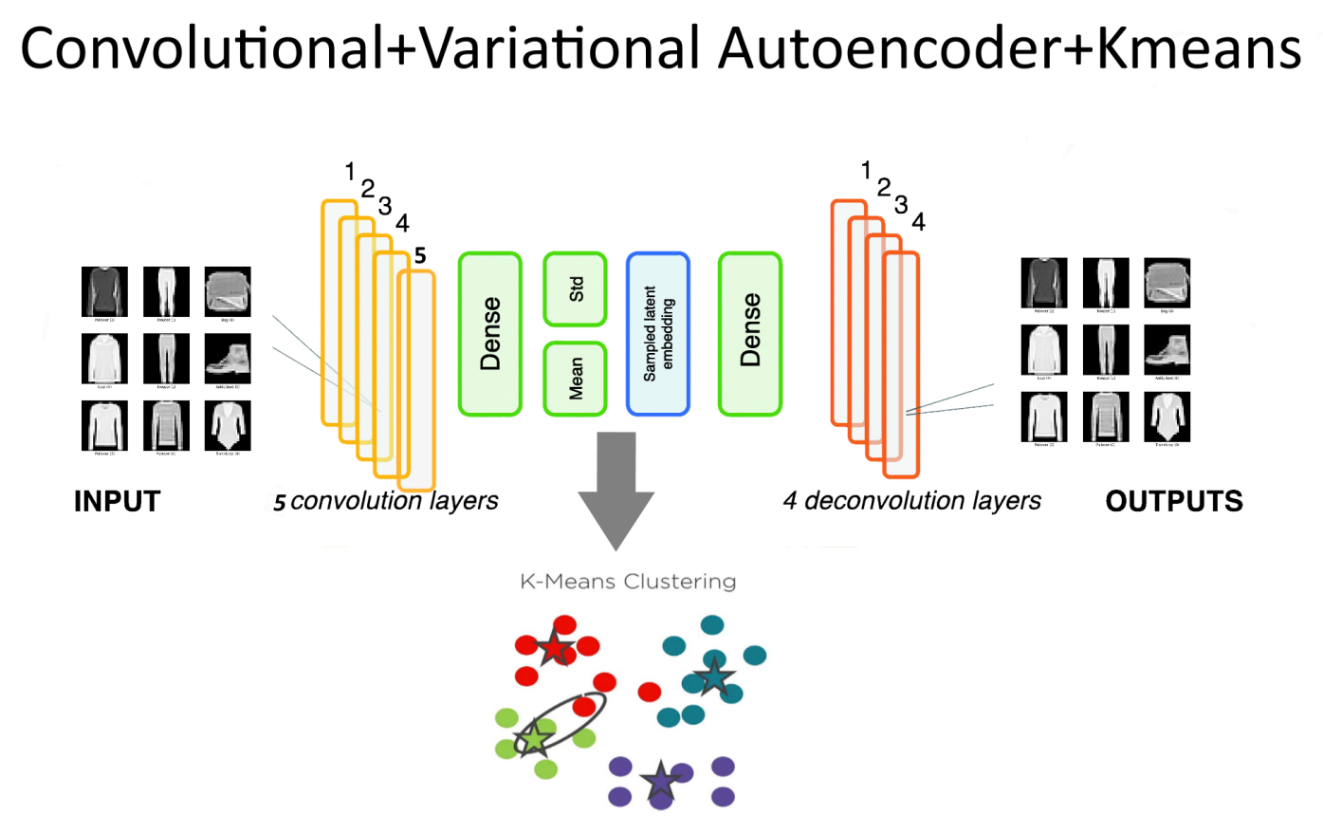 Convolutional+Variational Autoencoder+Kmeans
1
2
3
4
5
Dense
Std
Mean
Sampled latent
embedding
Dense
1
2
3
4
INPUT
5 convolution layers
4 deconvolution layers
OUTPUTS
K-Means Clustering